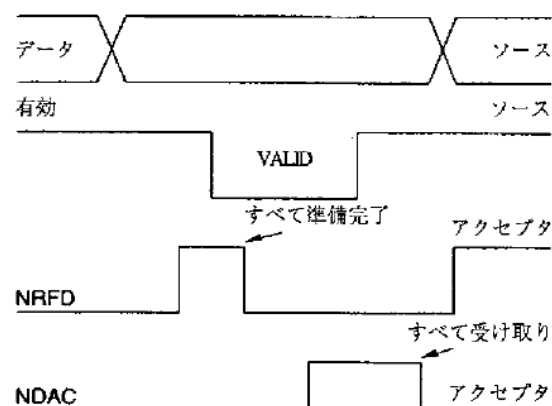 データ ソース
有効 ソース
VALID
すべて準備完了
アクセプタ
NRFD
すべて受け取り
NDAC アクセプタ